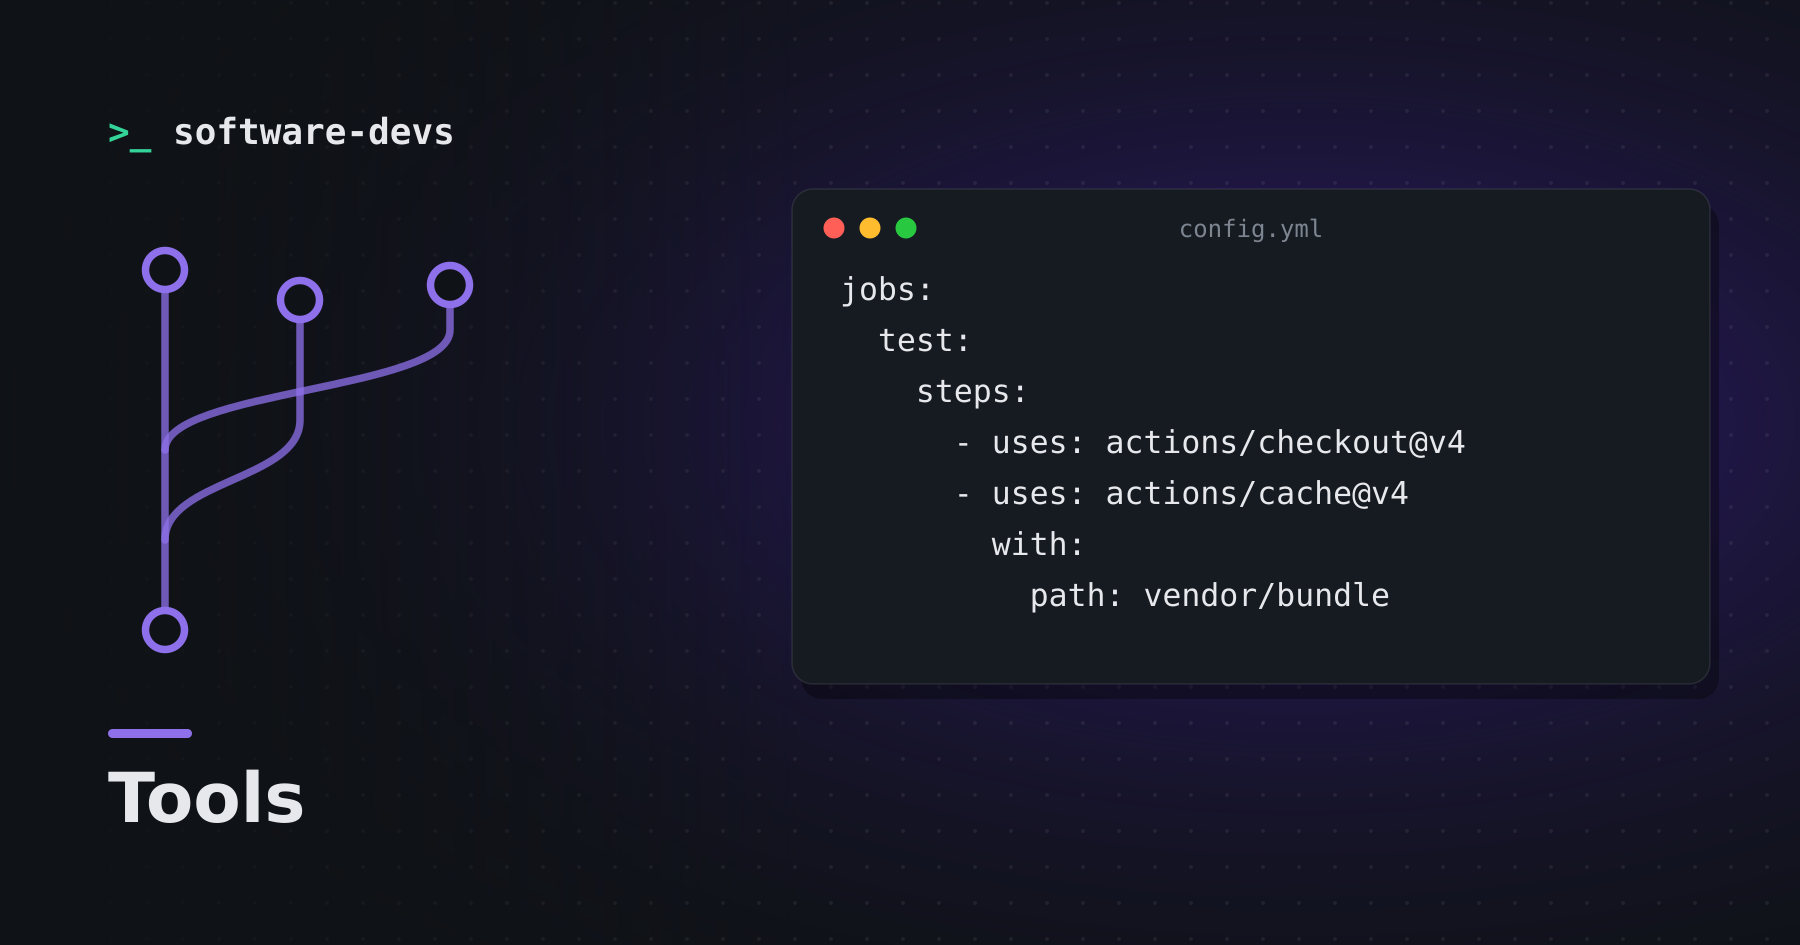 >_ software-devs
config.yml
jobs:
  test:
    steps:
      - uses: actions/checkout@v4
      - uses: actions/cache@v4
        with:
          path: vendor/bundle
Tools